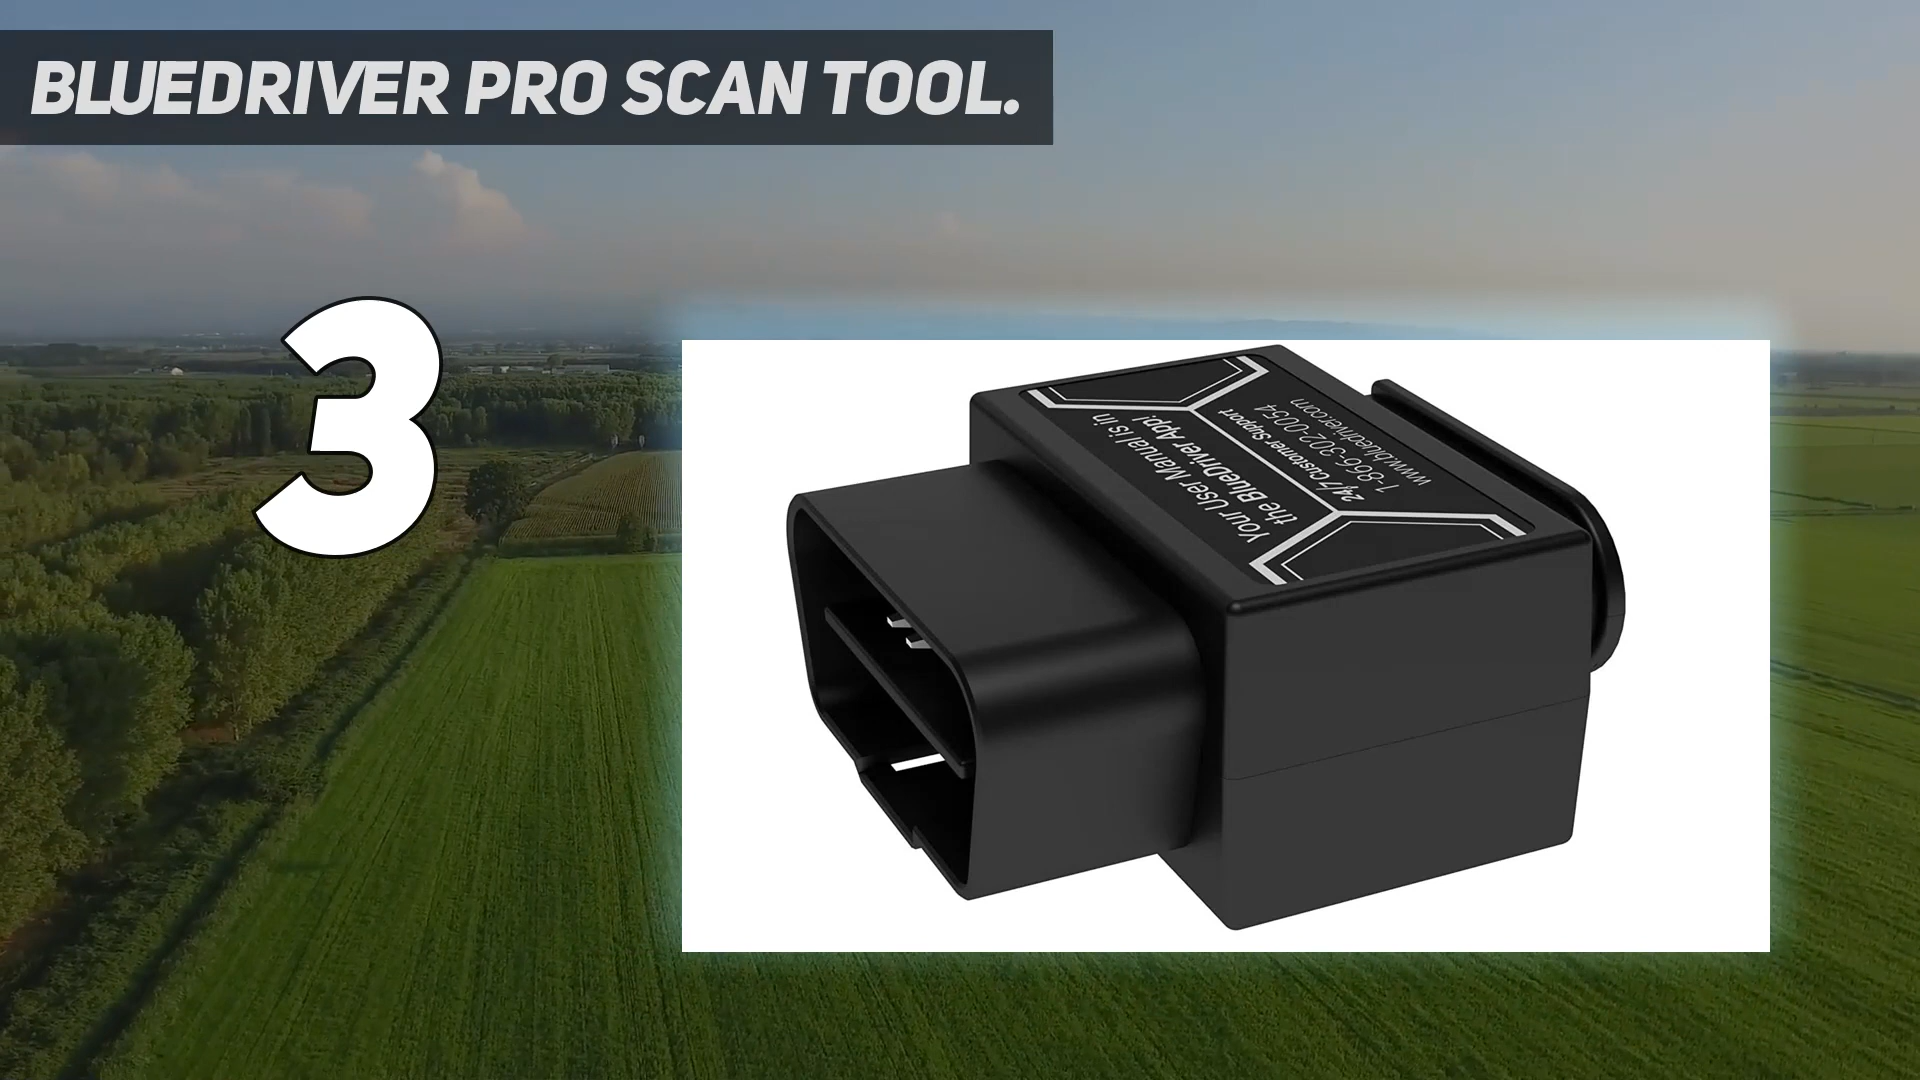 BLUEDRIVER PRO SCAN TOOL.
3
Your User Manual is in
the BlueDriver App!
24/7 Customer Support
1-866-302-0054
www.bluedriver.com